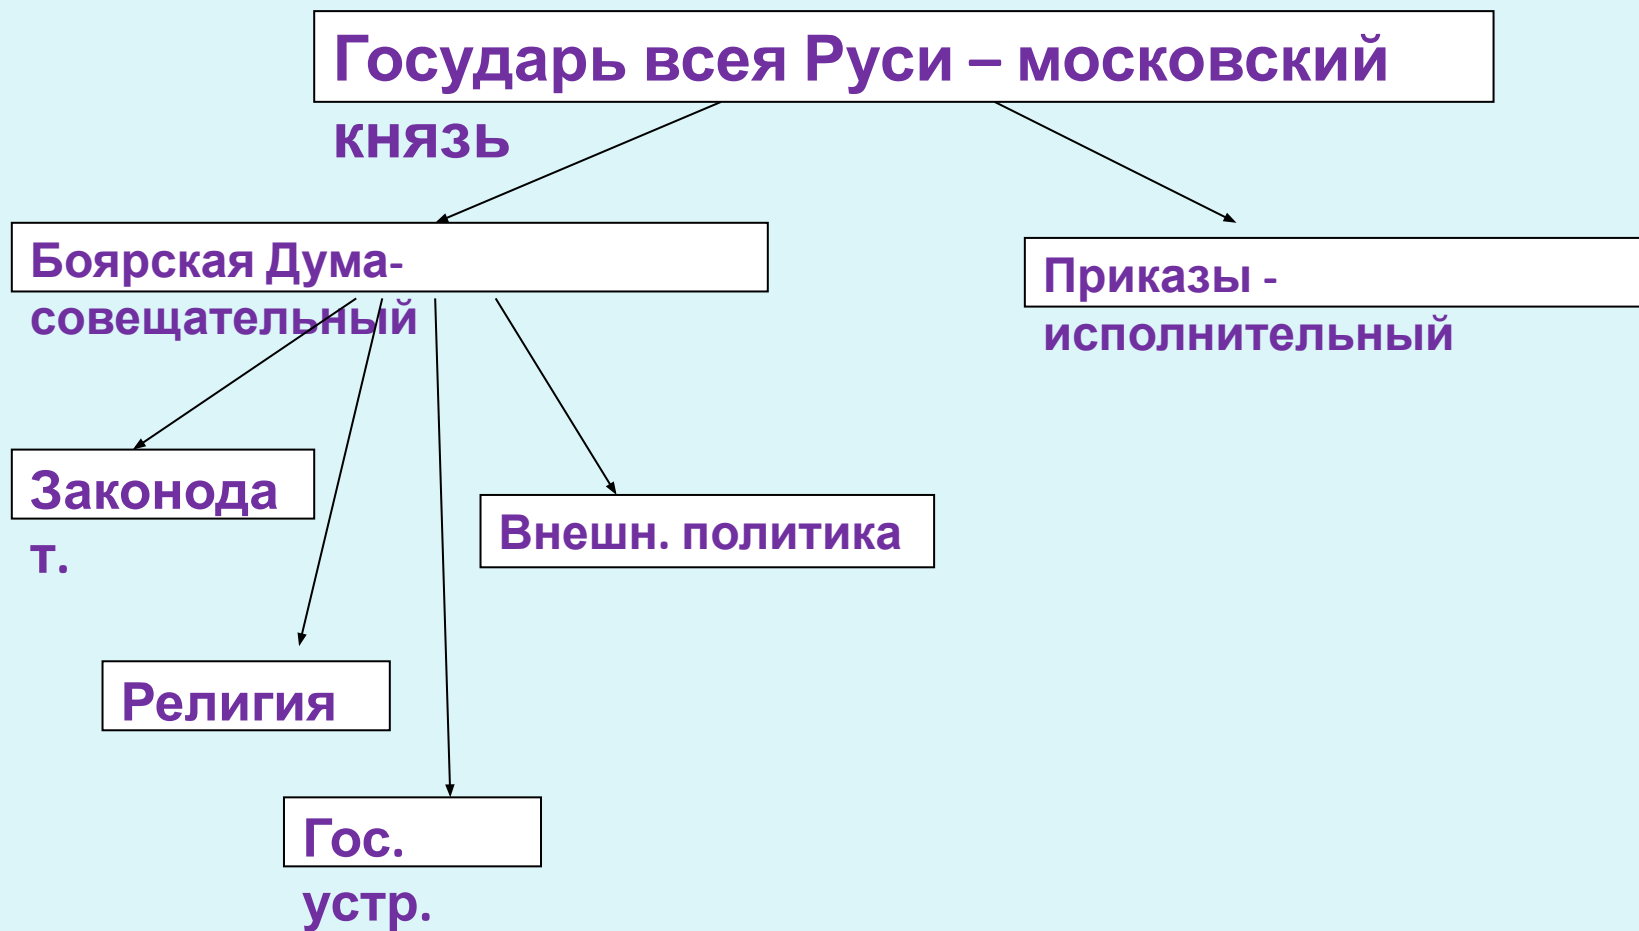 Государь всея Руси – московский
князь
Боярская Дума-
совещательный
Приказы -
исполнительный
Законода
т.
Внешн. политика
Религия
Гос.
устр.